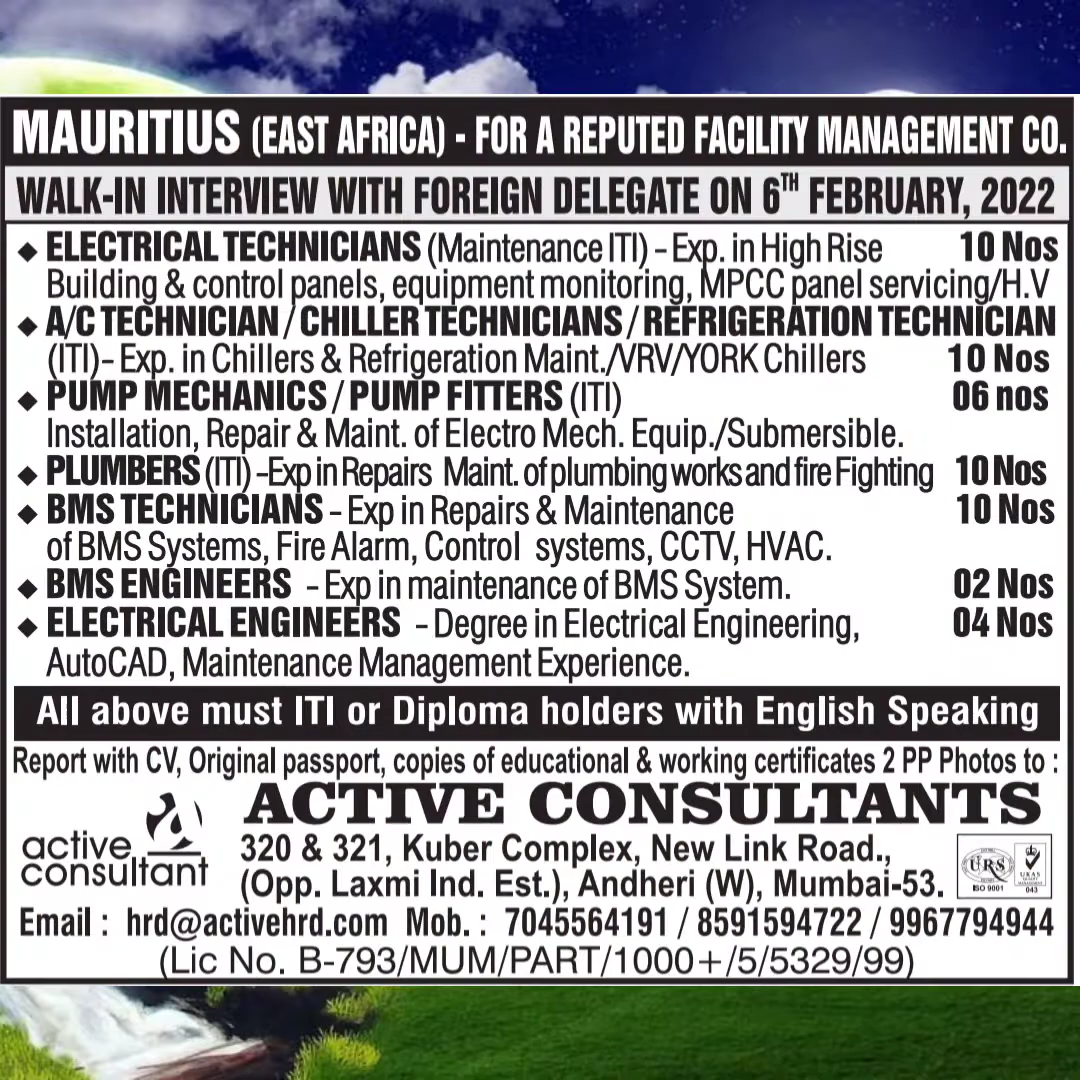 MAURITIUS (EAST AFRICA) - FOR A REPUTED FACILITY MANAGEMENT CO.
WALK-IN INTERVIEW WITH FOREIGN DELEGATE ON 6TH FEBRUARY, 2022
◆ ELECTRICAL TECHNICIANS (Maintenance ITI) – Exp. in High Rise 10 Nos
Building & control panels, equipment monitoring, MPCC panel servicing/H.V
◆ A/C TECHNICIAN / CHILLER TECHNICIANS / REFRIGERATION TECHNICIAN
(ITI)– Exp. in Chillers & Refrigeration Maint./VRV/YORK Chillers 10 Nos
◆ PUMP MECHANICS / PUMP FITTERS (ITI) 06 nos
Installation, Repair & Maint. of Electro Mech. Equip./Submersible.
◆ PLUMBERS (ITI) –Exp in Repairs Maint. of plumbing works and fire Fighting 10 Nos
◆ BMS TECHNICIANS – Exp in Repairs & Maintenance 10 Nos
of BMS Systems, Fire Alarm, Control systems, CCTV, HVAC.
◆ BMS ENGINEERS – Exp in maintenance of BMS System. 02 Nos
◆ ELECTRICAL ENGINEERS – Degree in Electrical Engineering, 04 Nos
AutoCAD, Maintenance Management Experience.
All above must ITI or Diploma holders with English Speaking
Report with CV, Original passport, copies of educational & working certificates 2 PP Photos to :
active consultant
ACTIVE CONSULTANTS
320 & 321, Kuber Complex, New Link Road.,
(Opp. Laxmi Ind. Est.), Andheri (W), Mumbai-53.
URS
ISO 9001
UKAS
QUALITY
MANAGEMENT
043
Email : hrd@activehrd.com Mob. : 7045564191 / 8591594722 / 9967794944
(Lic No. B-793/MUM/PART/1000+/5/5329/99)